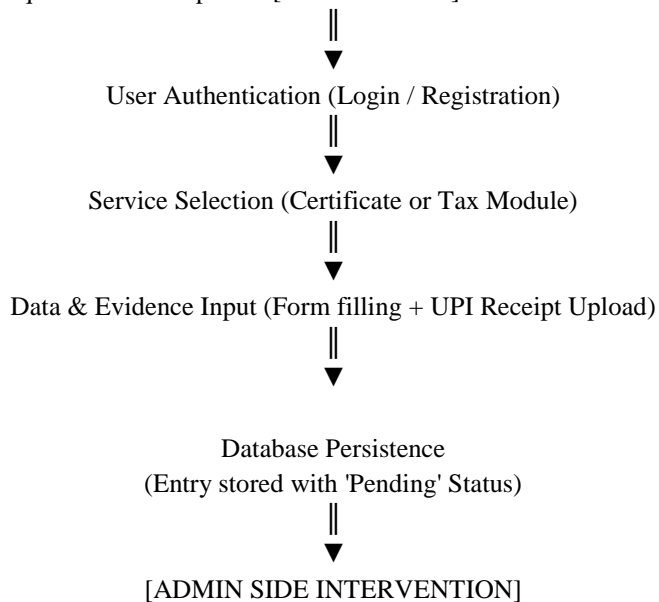 ‖
▼
User Authentication (Login / Registration)
‖
▼
Service Selection (Certificate or Tax Module)
‖
▼
Data & Evidence Input (Form filling + UPI Receipt Upload)
‖
▼
Database Persistence
(Entry stored with 'Pending' Status)
‖
▼
[ADMIN SIDE INTERVENTION]